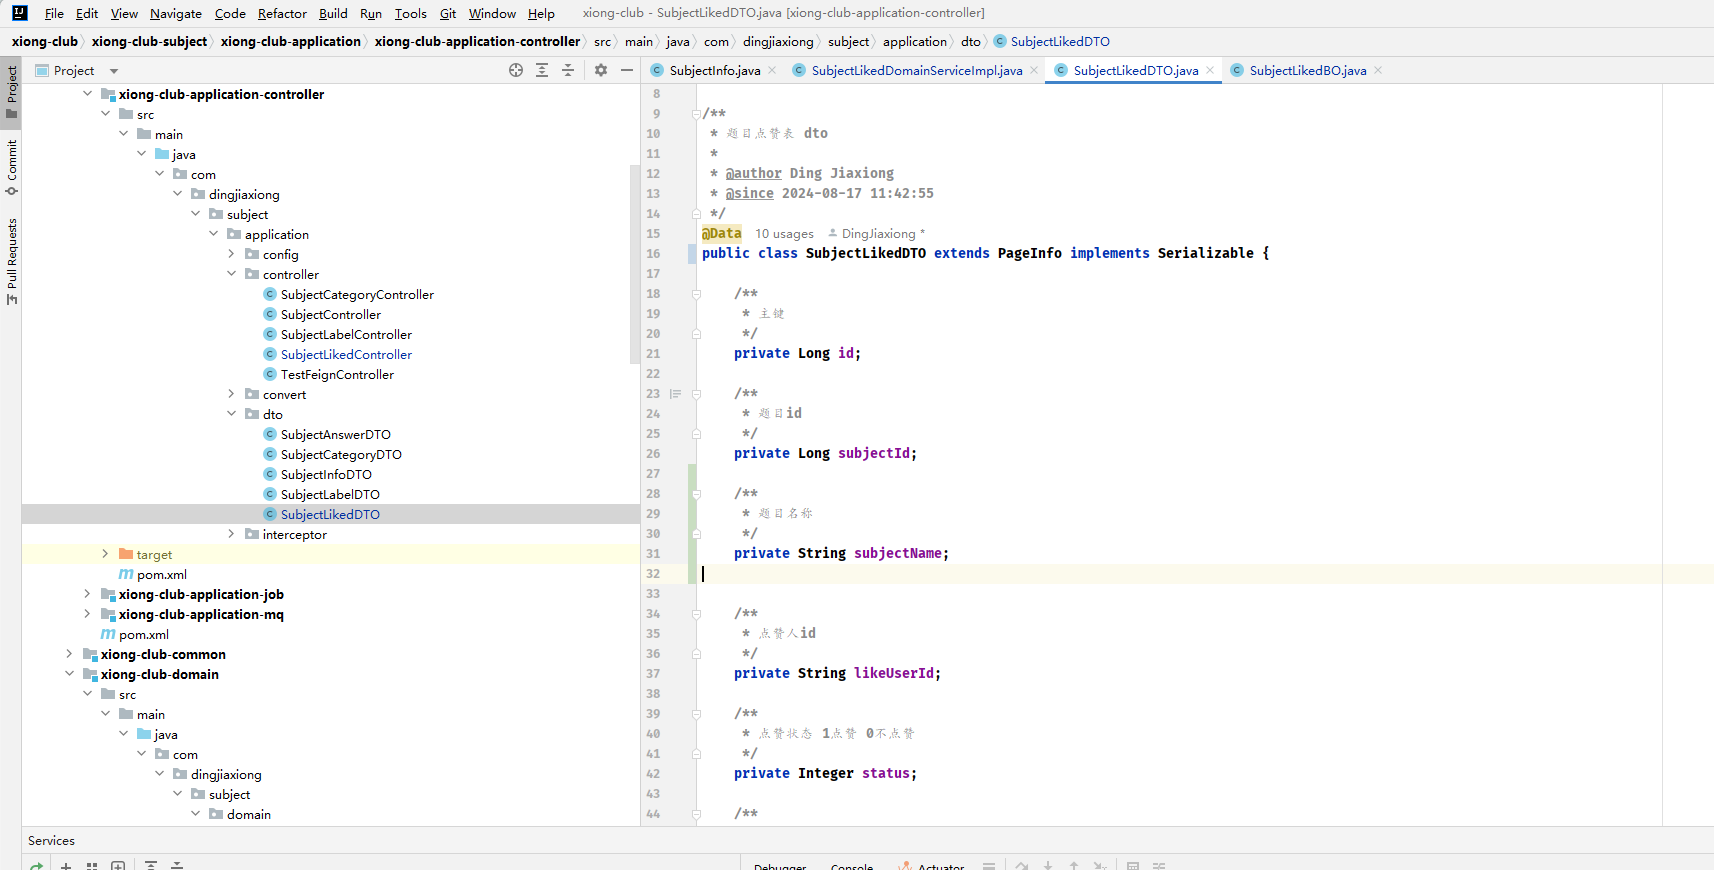 File Edit View Navigate Code Refactor Build Run Tools Git Window Help xiong-club - SubjectLikedDTO.java [xiong-club-application-controller]
xiong-club xiong-club-subject xiong-club-application xiong-club-application-controller src main java com dingjiaxiong subject application dto SubjectLikedDTO
Project
Commit
Pull Requests
Project
xiong-club-application-controller
src
main
java
com
dingjiaxiong
subject
application
config
controller
SubjectCategoryController
SubjectController
SubjectLabelController
SubjectLikedController
TestFeignController
convert
dto
SubjectAnswerDTO
SubjectCategoryDTO
SubjectInfoDTO
SubjectLabelDTO
SubjectLikedDTO
interceptor
target
pom.xml
xiong-club-application-job
xiong-club-application-mq
pom.xml
xiong-club-common
xiong-club-domain
src
main
java
com
dingjiaxiong
subject
domain
SubjectInfo.java SubjectLikedDomainServiceImpl.java SubjectLikedDTO.java SubjectLikedBO.java
8
9 /**
10 * 题目点赞表 dto
11 *
12 * @author Ding Jiaxiong
13 * @since 2024-08-17 11:42:55
14 */
15 @Data 10 usages DingJiaxiong *
16 public class SubjectLikedDTO extends PageInfo implements Serializable {
17
18 /**
19 * 主键
20 */
21 private Long id;
22
23 /**
24 * 题目id
25 */
26 private Long subjectId;
27
28 /**
29 * 题目名称
30 */
31 private String subjectName;
32
33
34 /**
35 * 点赞人id
36 */
37 private String likeUserId;
38
39 /**
40 * 点赞状态 1点赞 0不点赞
41 */
42 private Integer status;
43
44 /**
Services
Debugger Console Actuator